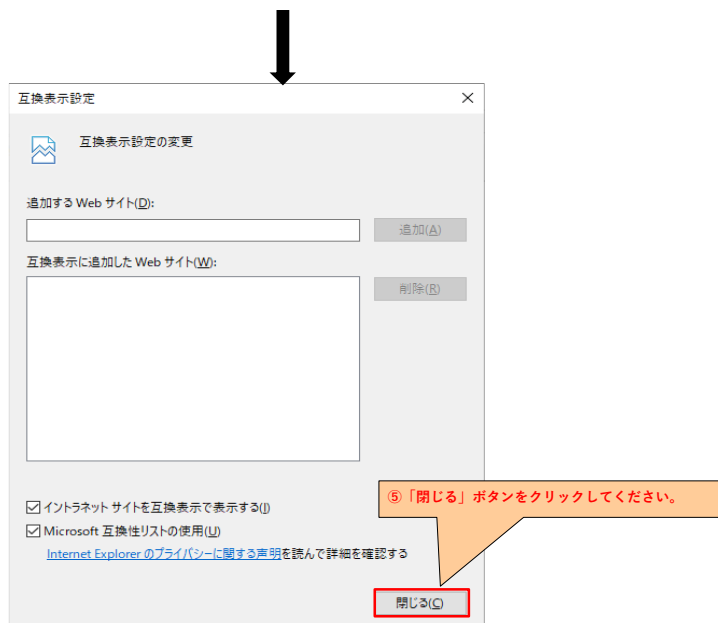 互換表示設定
互換表示設定の変更
追加する Web サイト(D):
追加(A)
互換表示に追加した Web サイト(W):
削除(R)
⑤「閉じる」ボタンをクリックしてください。
イントラネット サイトを互換表示で表示する(I)
Microsoft 互換性リストの使用(U)
Internet Explorer のプライバシーに関する声明を読んで詳細を確認する
閉じる(C)